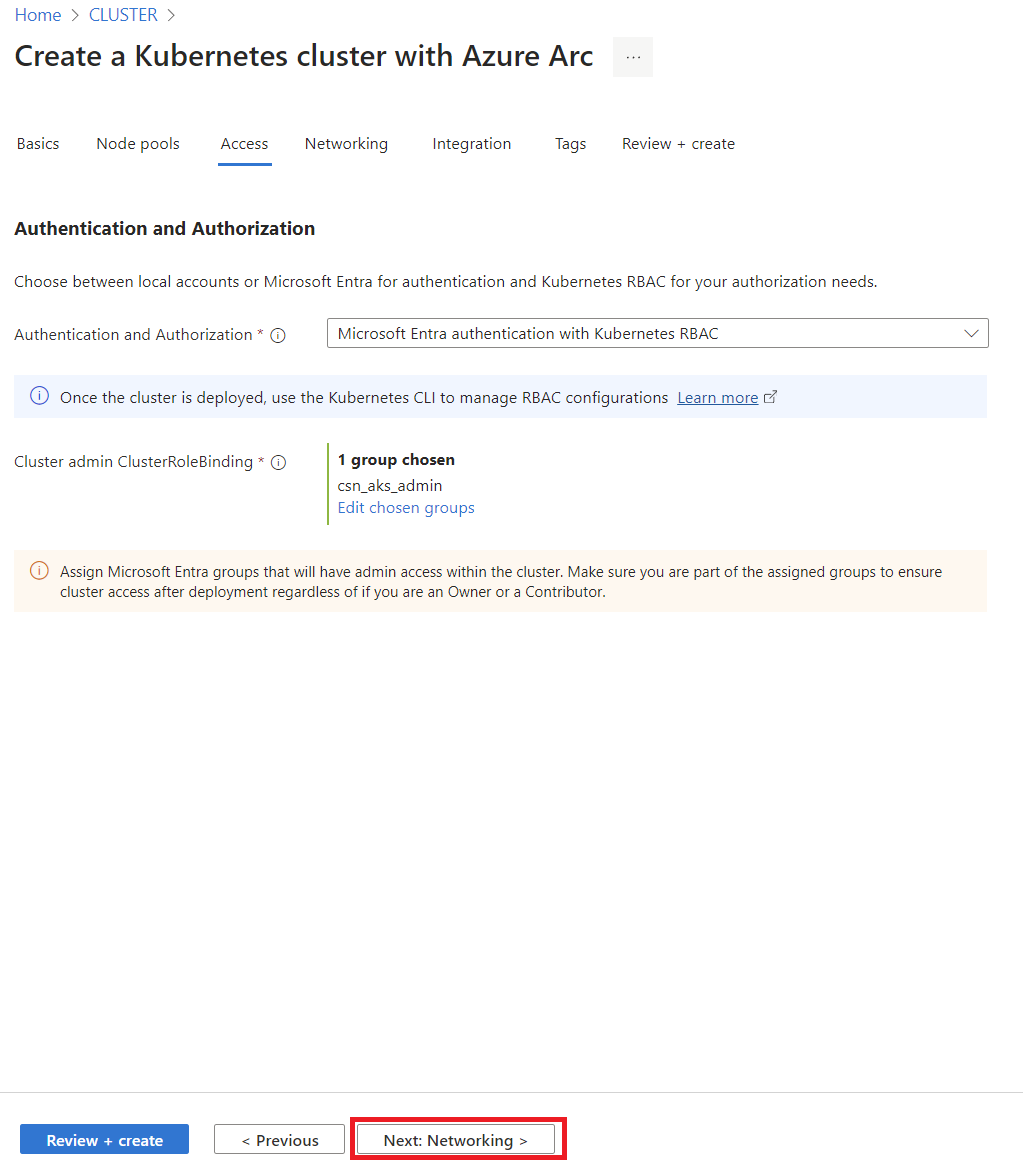 Home > CLUSTER >
Create a Kubernetes cluster with Azure Arc ...
Basics Node pools Access Networking Integration Tags Review + create
Authentication and Authorization
Choose between local accounts or Microsoft Entra for authentication and Kubernetes RBAC for your authorization needs.
Authentication and Authorization * Microsoft Entra authentication with Kubernetes RBAC
Once the cluster is deployed, use the Kubernetes CLI to manage RBAC configurations Learn more
Cluster admin ClusterRoleBinding * 1 group chosen
csn_aks_admin
Edit chosen groups
Assign Microsoft Entra groups that will have admin access within the cluster. Make sure you are part of the assigned groups to ensure
cluster access after deployment regardless of if you are an Owner or a Contributor.
Review + create < Previous Next: Networking >